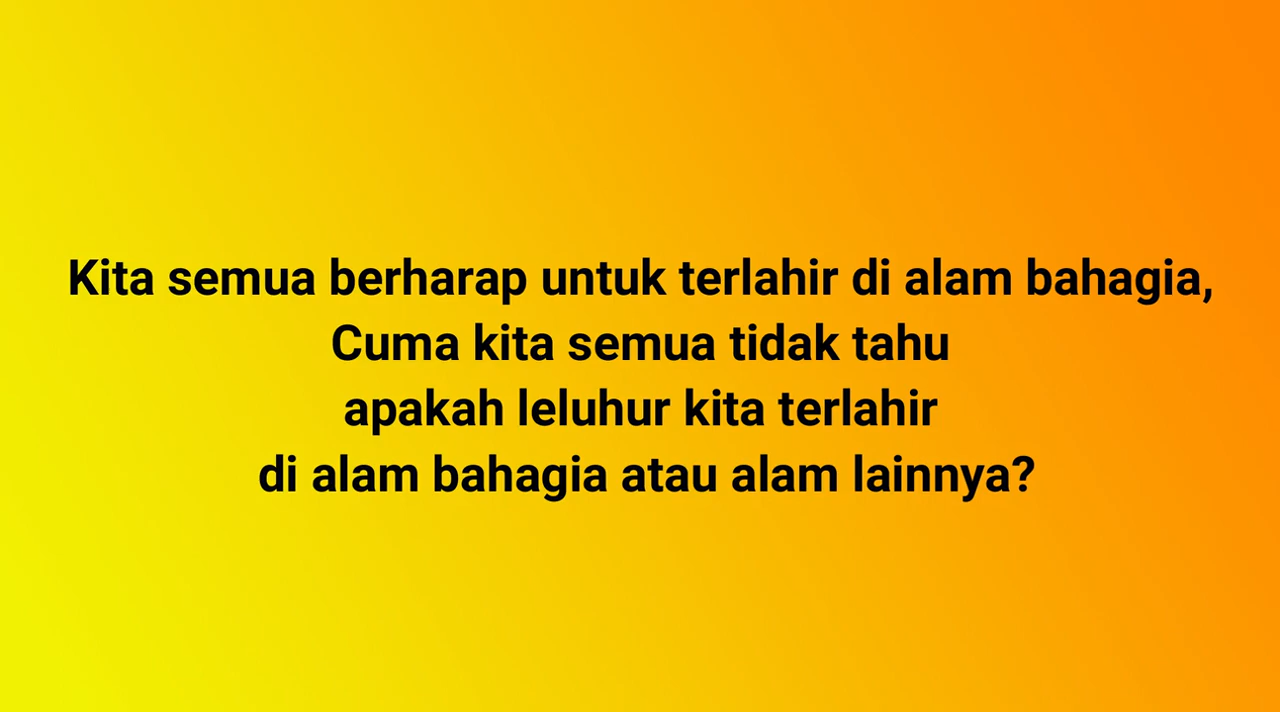 Kita semua berharap untuk terlahir di alam bahagia,
Cuma kita semua tidak tahu
apakah leluhur kita terlahir
di alam bahagia atau alam lainnya?